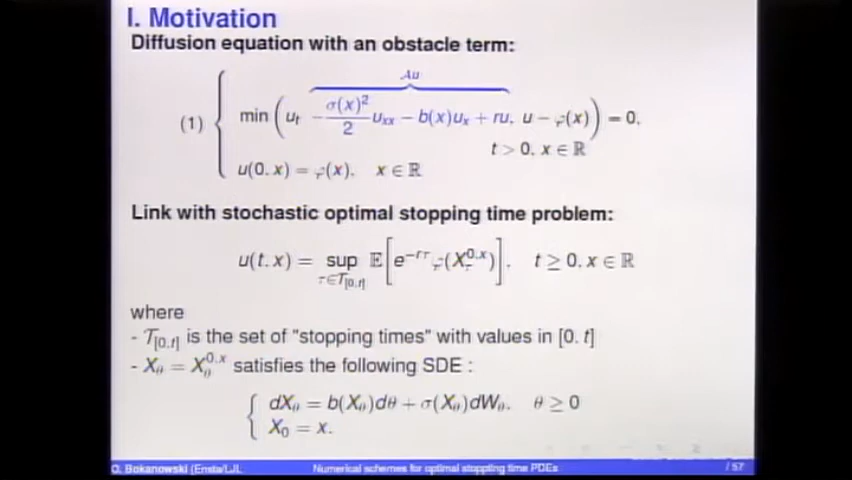 I. Motivation
Diffusion equation with an obstacle term:
𝒜u
(1) min ( u_t − σ(x)²/2 u_xx − b(x)u_x + ru, u − φ(x) ) = 0,
t > 0, x ∈ ℝ
u(0, x) = φ(x), x ∈ ℝ
Link with stochastic optimal stopping time problem:
u(t, x) = sup_{τ∈𝒯_[0,t]} 𝔼[ e^{−rτ} φ(X_τ^{0,x}) ], t ≥ 0, x ∈ ℝ
where
- 𝒯_[0,t] is the set of "stopping times" with values in [0, t]
- X_θ = X_θ^{0,x} satisfies the following SDE :
dX_θ = b(X_θ)dθ + σ(X_θ)dW_θ, θ ≥ 0
X_0 = x.
O. Bokanowski (Ensta/LJL Numerical schemes for optimal stoppting time PDEs / 57